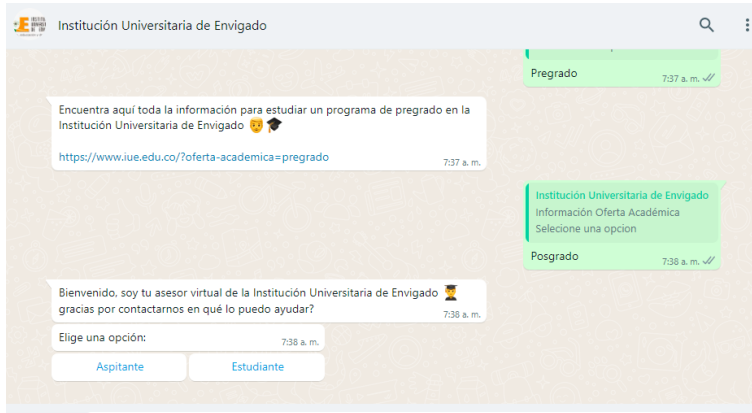 Institución Universitaria de Envigado
Pregrado
7:37 a. m.
Encuentra aquí toda la información para estudiar un programa de pregrado en la
Institución Universitaria de Envigado
https://www.iue.edu.co/?oferta-academica=pregrado
7:37 a. m.
Institución Universitaria de Envigado
Información Oferta Académica
Selecione una opcion
Posgrado
7:38 a. m.
Bienvenido, soy tu asesor virtual de la Institución Universitaria de Envigado
gracias por contactarnos en qué lo puedo ayudar?
7:38 a. m.
Elige una opción:
7:38 a. m.
Aspitante
Estudiante